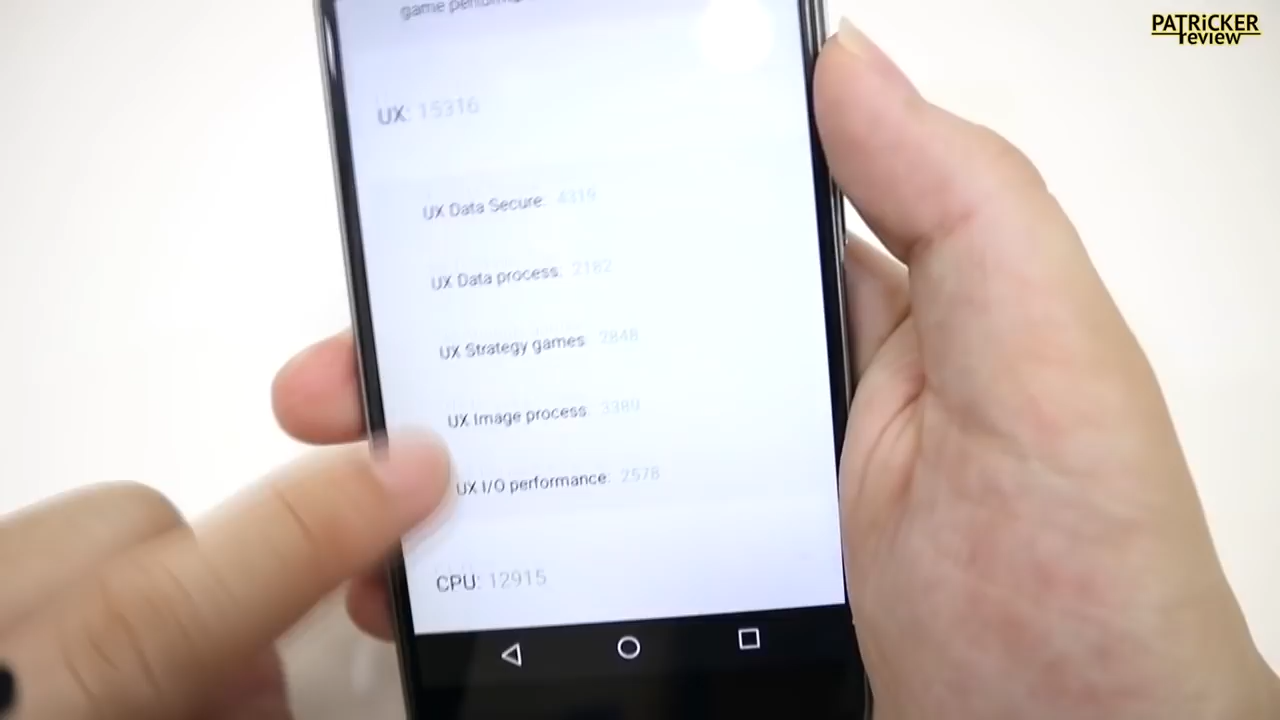 PATRiCKER
review
game
UX: 15316
UX Data Secure: 4319
UX Data process: 2182
UX Strategy games 2848
UX Image process: 3389
UX I/O performance: 2578
CPU: 12915